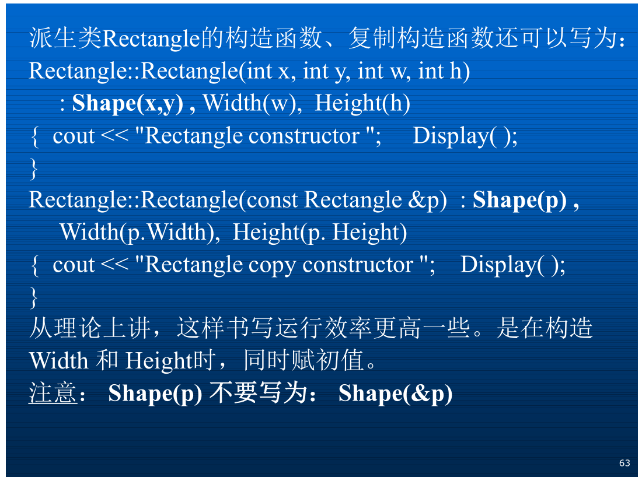 派生类Rectangle的构造函数、复制构造函数还可以写为：
Rectangle::Rectangle(int x, int y, int w, int h)
: Shape(x,y) , Width(w), Height(h)
{ cout << "Rectangle constructor "; Display( );
}
Rectangle::Rectangle(const Rectangle &p) : Shape(p) ,
Width(p.Width), Height(p. Height)
{ cout << "Rectangle copy constructor "; Display( );
}
从理论上讲，这样书写运行效率更高一些。是在构造
Width 和 Height时，同时赋初值。
注意： Shape(p) 不要写为： Shape(&p)
63